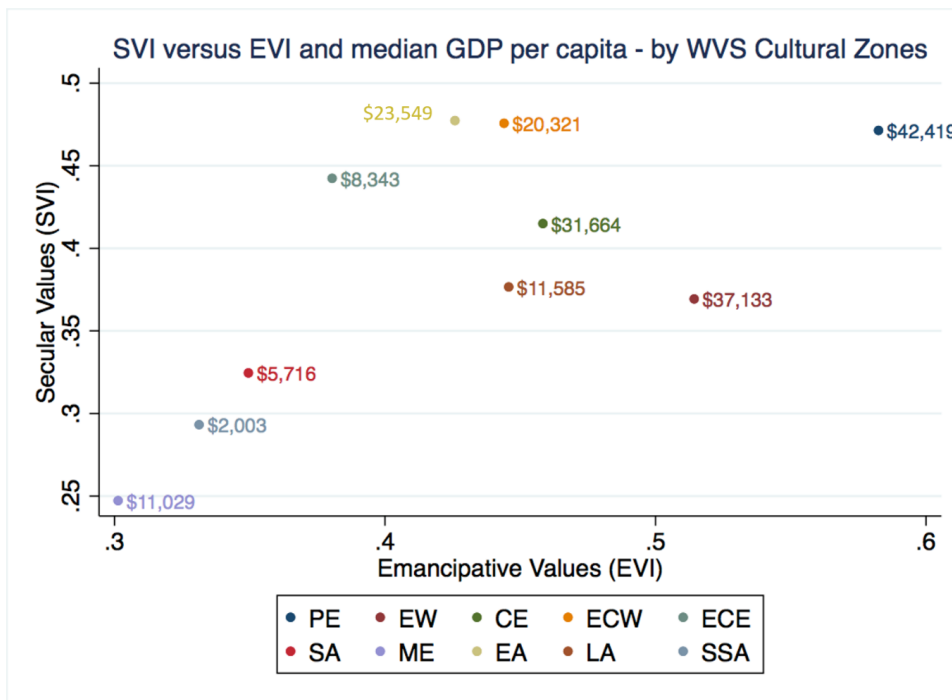 SVI versus EVI and median GDP per capita - by WVS Cultural Zones
Secular Values (SVI)
.5
.45
.4
.35
.3
.25
$23,549
$20,321
$42,419
$8,343
$31,664
$11,585
$37,133
$5,716
$2,003
$11,029
.3 .4 .5 .6
Emancipative Values (EVI)
PE EW CE ECW ECE
SA ME EA LA SSA